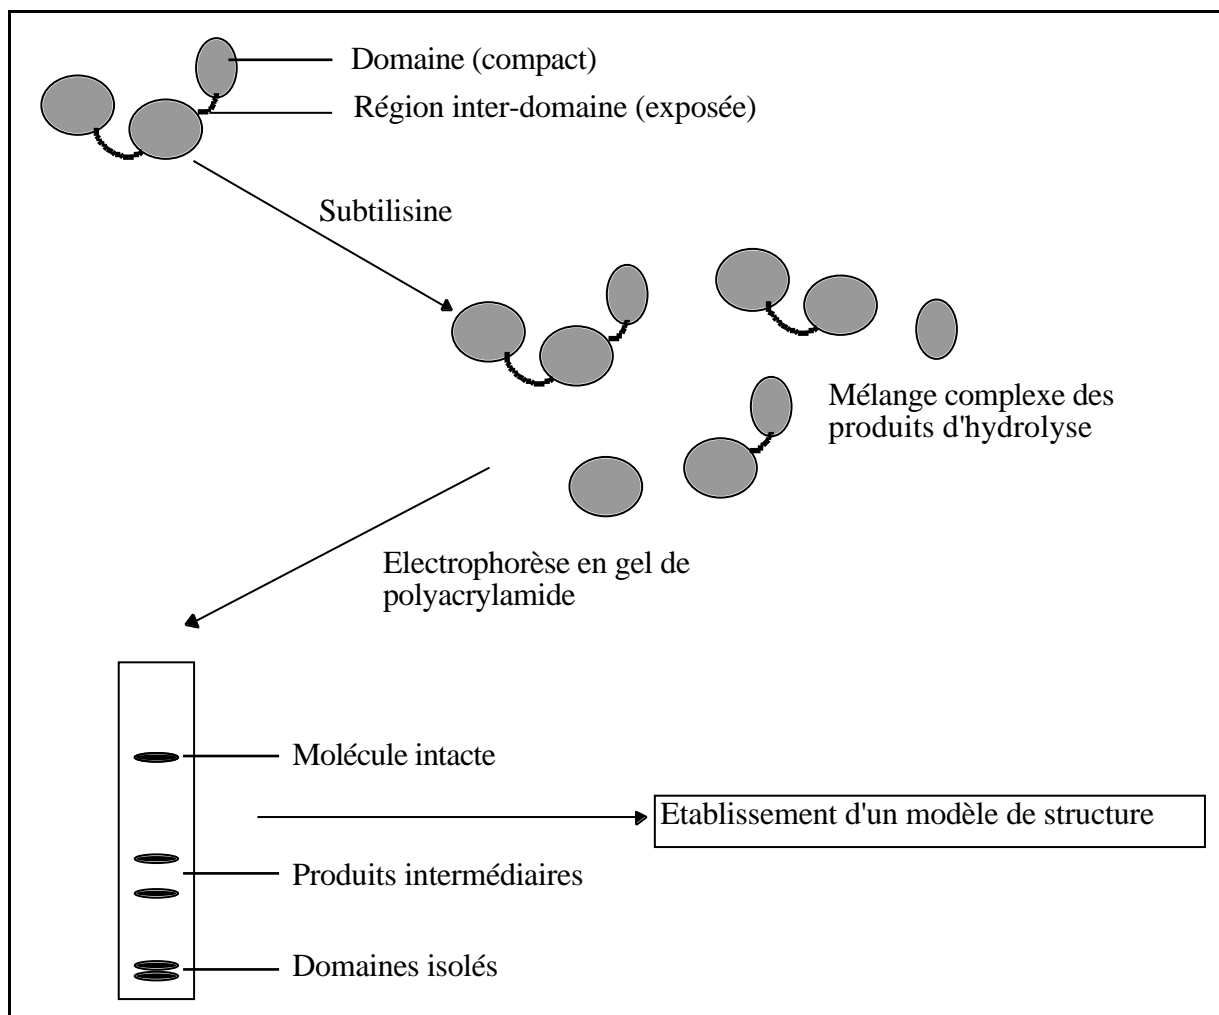 Domaine (compact)
Région inter-domaine (exposée)
Subtilisine
Mélange complexe des
produits d'hydrolyse
Electrophorèse en gel de
polyacrylamide
Molécule intacte
Etablissement d'un modèle de structure
Produits intermédiaires
Domaines isolés